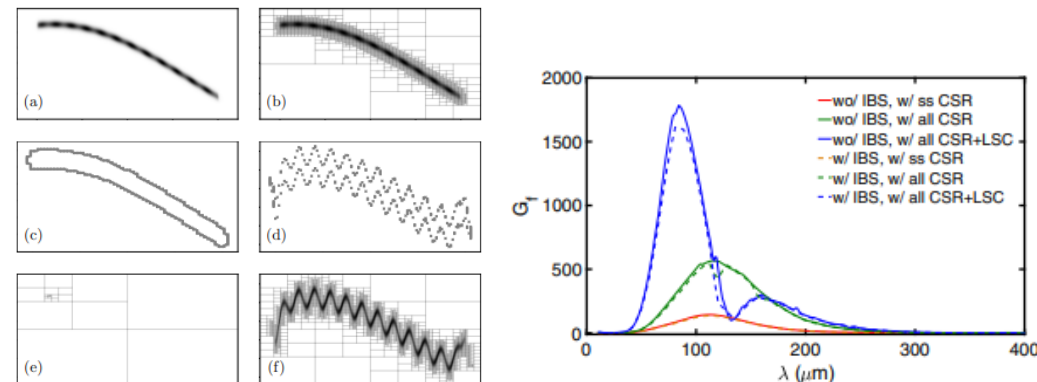 (a)
(b)
(c)
(d)
(e)
(f)
2000
1500
1000
500
0
G_f
wo/ IBS, w/ ss CSR
wo/ IBS, w/ all CSR
wo/ IBS, w/ all CSR+LSC
w/ IBS, w/ ss CSR
w/ IBS, w/ all CSR
w/ IBS, w/ all CSR+LSC
0 100 200 300 400
λ (μm)